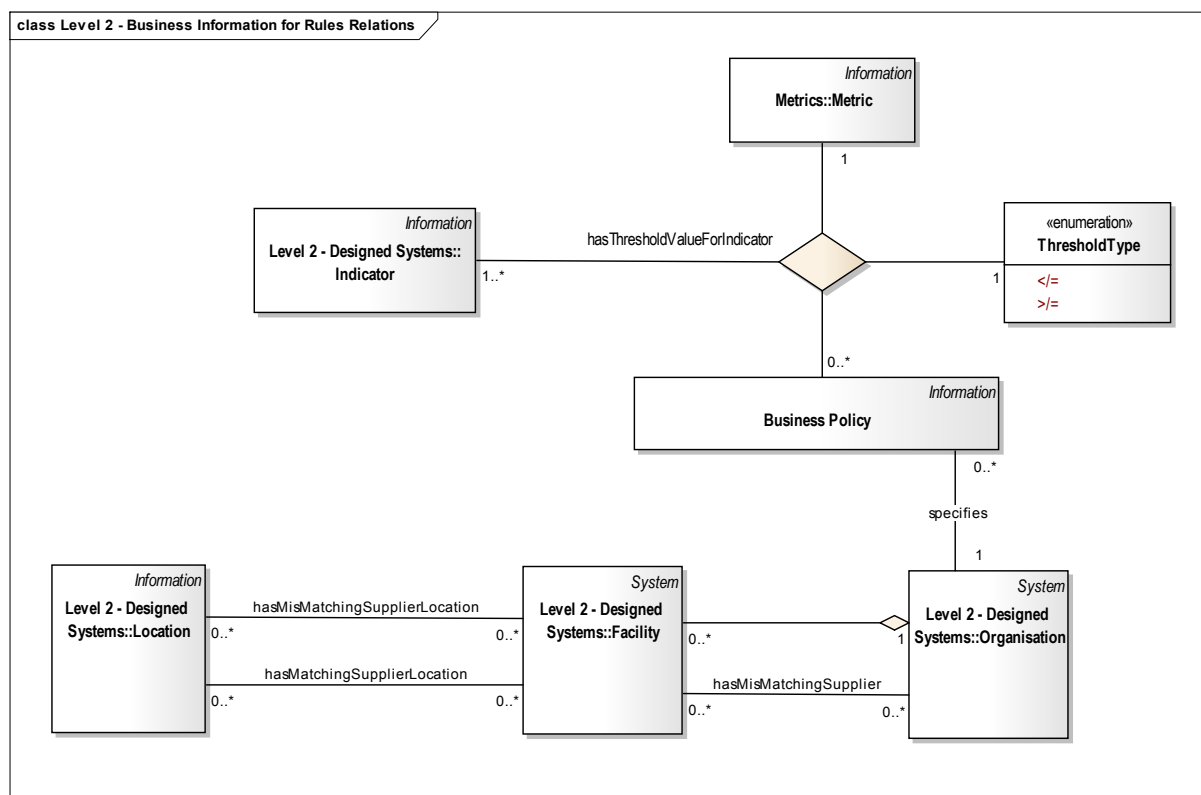 class Level 2 - Business Information for Rules Relations
Information
Metrics::Metric
1
Information
Level 2 - Designed Systems::
Indicator
1..*
hasThresholdValueForIndicator
«enumeration»
ThresholdType
</=
>/=
1
0..*
Information
Business Policy
0..*
specifies
1
Information
Level 2 - Designed
Systems::Location
hasMisMatchingSupplierLocation
0..*
0..*
hasMatchingSupplierLocation
0..*
0..*
System
Level 2 - Designed
Systems::Facility
0..*
1
hasMisMatchingSupplier
0..*
0..*
System
Level 2 - Designed
Systems::Organisation